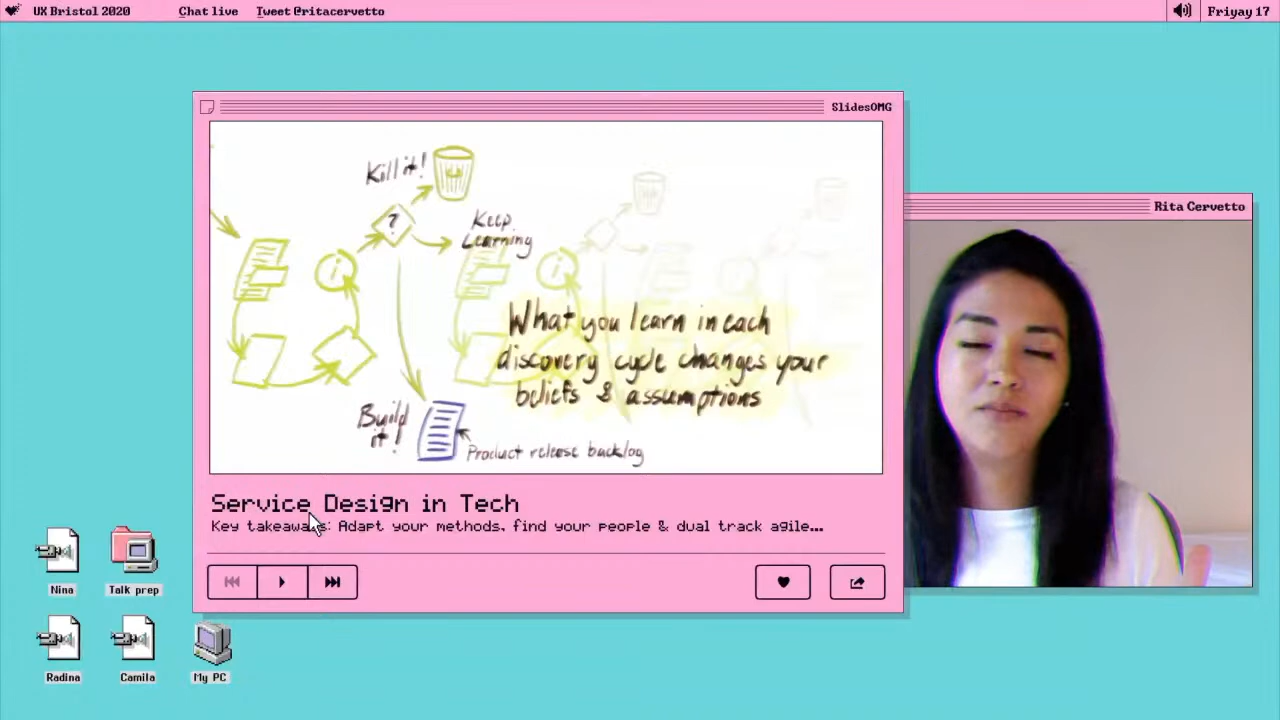 UX Bristol 2020 Chat live Tweet @ritacervetto Friyay 17
SlidesOMG
Kill it!
?
Keep
Learning
i
What you learn in each
discovery cycle changes your
beliefs & assumptions
Build
it!
Product release backlog
Service Design in Tech
Key takeaways: Adapt your methods, find your people & dual track agile...
Rita Cervetto
Nina
Talk prep
Radina
Camila
My PC